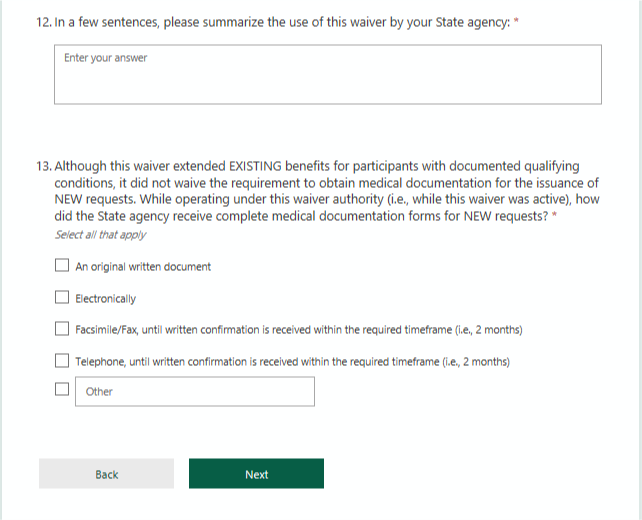 12. In a few sentences, please summarize the use of this waiver by your State agency: *
Enter your answer
13. Although this waiver extended EXISTING benefits for participants with documented qualifying
conditions, it did not waive the requirement to obtain medical documentation for the issuance of
NEW requests. While operating under this waiver authority (i.e., while this waiver was active), how
did the State agency receive complete medical documentation forms for NEW requests? *
Select all that apply
An original written document
Electronically
Facsimile/Fax, until written confirmation is received within the required timeframe (i.e., 2 months)
Telephone, until written confirmation is received within the required timeframe (i.e., 2 months)
Other
Back
Next